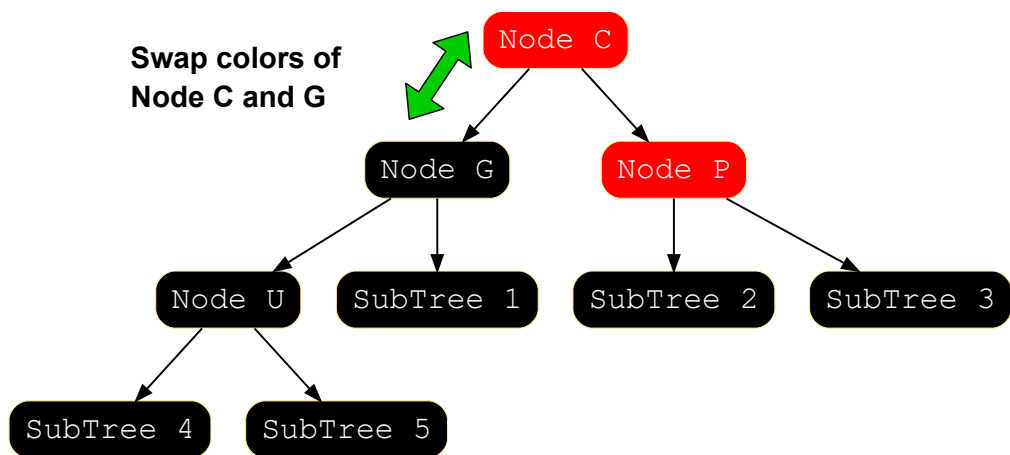 Swap colors of
Node C and G
Node C
Node G
Node P
Node U
SubTree 1
SubTree 2
SubTree 3
SubTree 4
SubTree 5